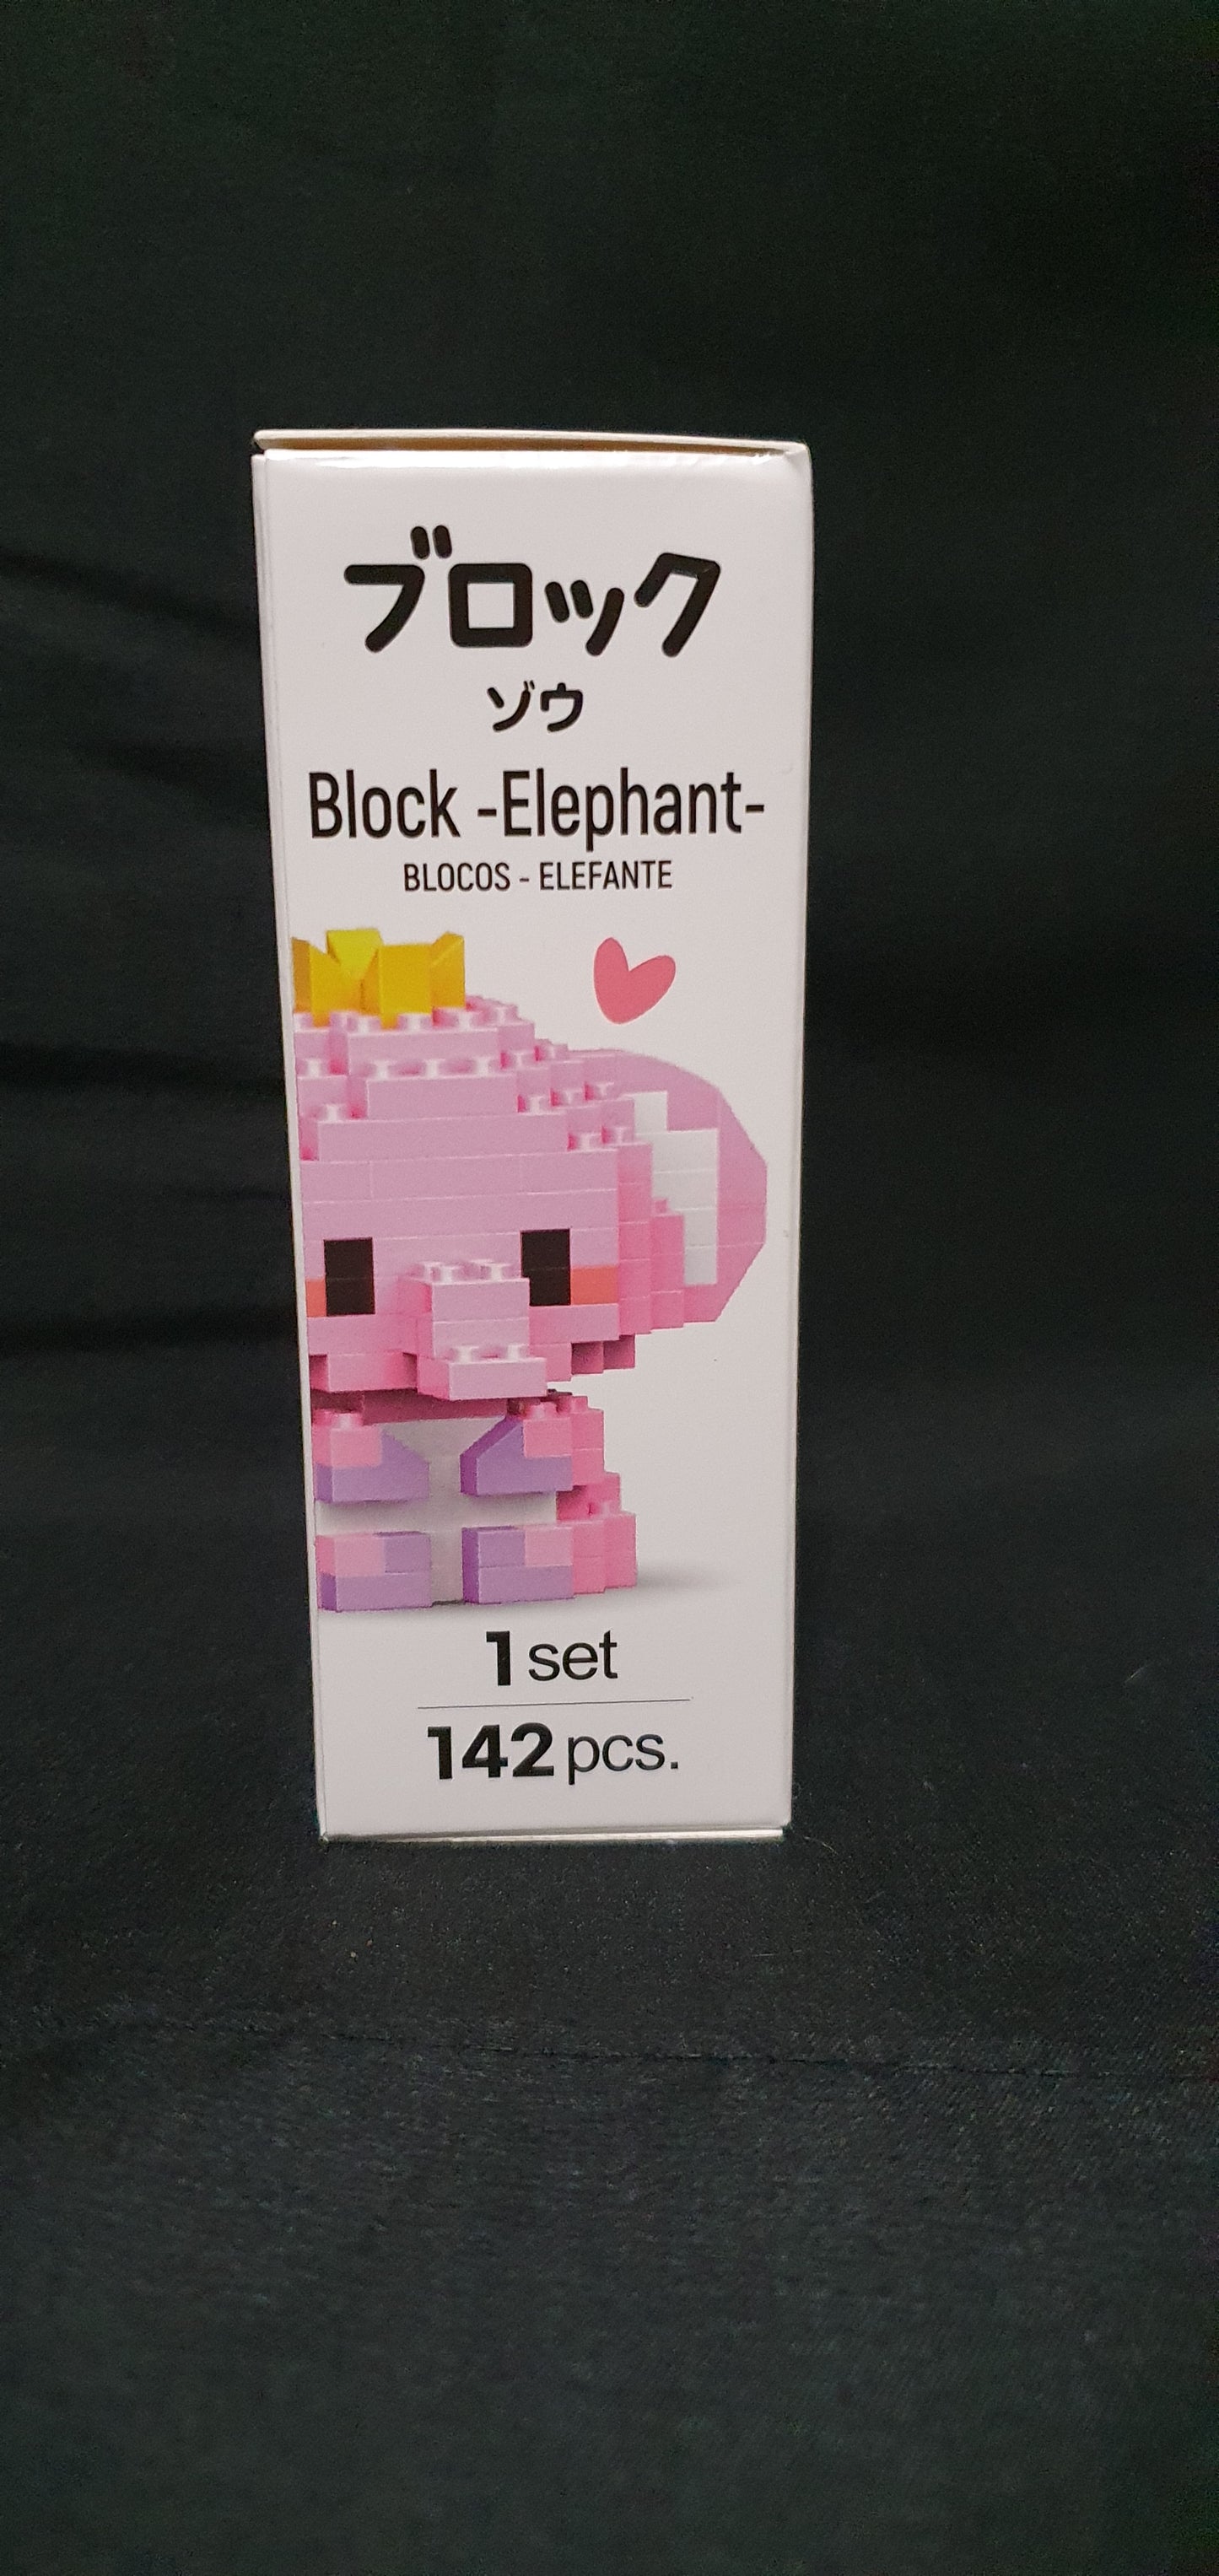 ブロック
ゾウ
Block -Elephant-
BLOCOS - ELEFANTE
1 set
142 pcs.